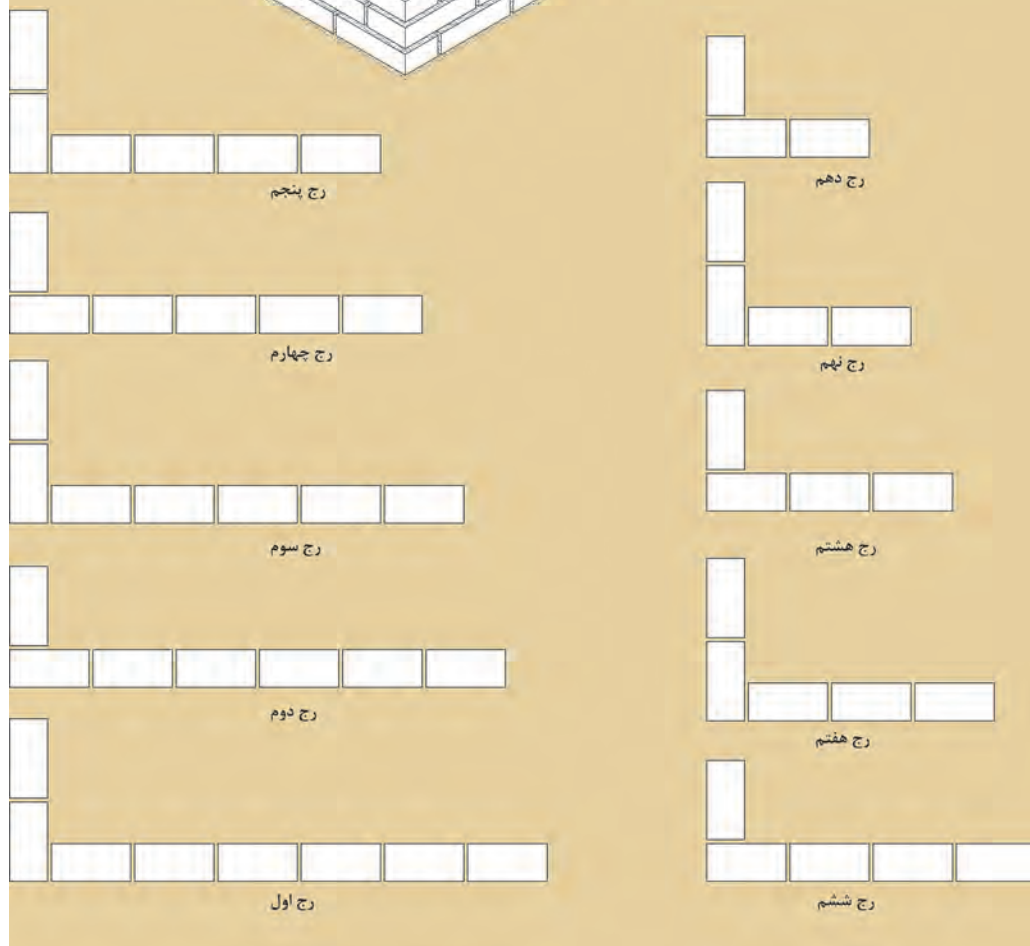 رج دهم
رج پنجم
رج نهم
رج چهارم
رج هشتم
رج سوم
رج هفتم
رج دوم
رج ششم
رج اول